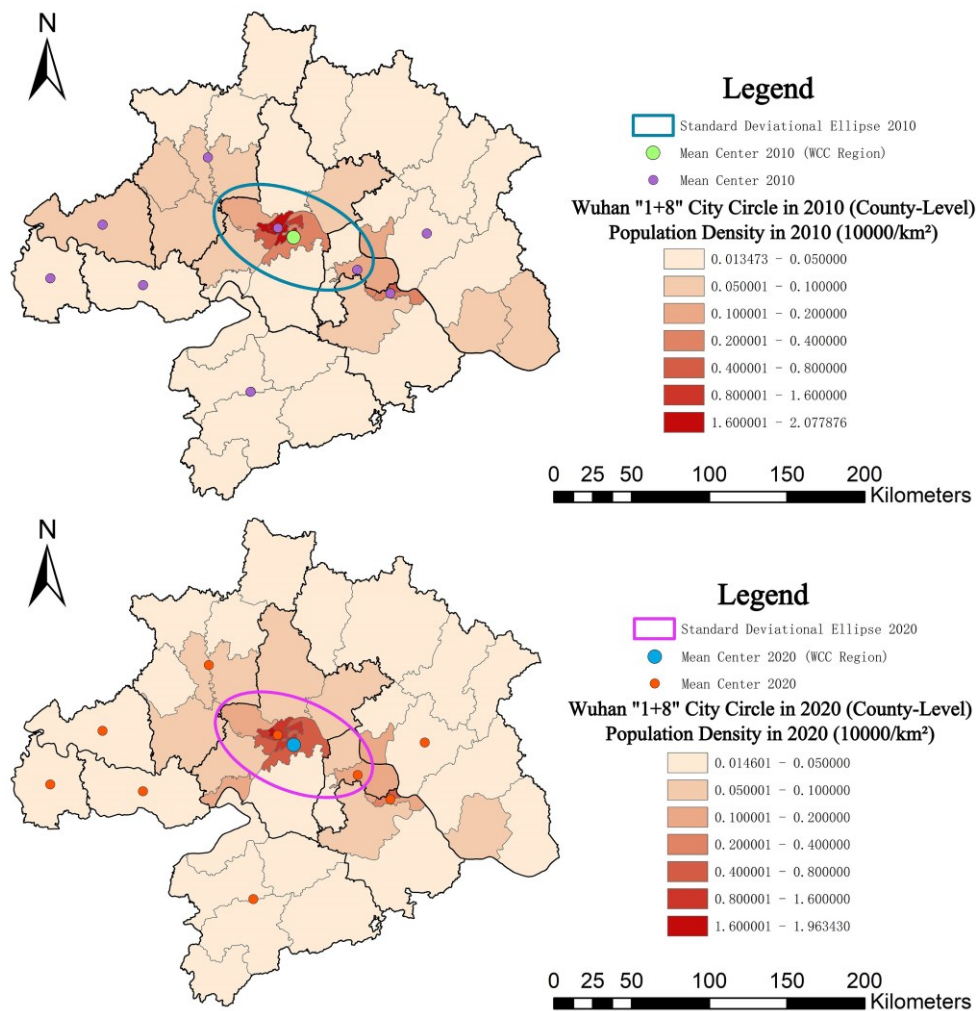 N
Legend
Standard Deviational Ellipse 2010
Mean Center 2010 (WCC Region)
Mean Center 2010
Wuhan "1+8" City Circle in 2010 (County-Level)
Population Density in 2010 (10000/km²)
0.013473 - 0.050000
0.050001 - 0.100000
0.100001 - 0.200000
0.200001 - 0.400000
0.400001 - 0.800000
0.800001 - 1.600000
1.600001 - 2.077876
0 25 50 100 150 200
Kilometers
N
Legend
Standard Deviational Ellipse 2020
Mean Center 2020 (WCC Region)
Mean Center 2020
Wuhan "1+8" City Circle in 2020 (County-Level)
Population Density in 2020 (10000/km²)
0.014601 - 0.050000
0.050001 - 0.100000
0.100001 - 0.200000
0.200001 - 0.400000
0.400001 - 0.800000
0.800001 - 1.600000
1.600001 - 1.963430
0 25 50 100 150 200
Kilometers